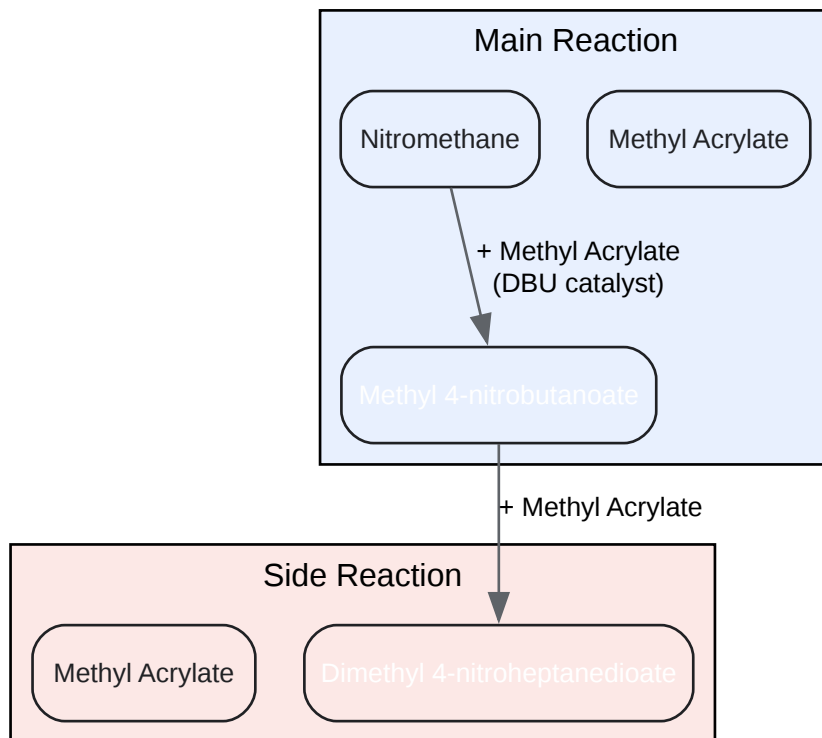 Main Reaction
Nitromethane
Methyl Acrylate
+ Methyl Acrylate
(DBU catalyst)
Methyl 4-nitrobutanoate
+ Methyl Acrylate
Side Reaction
Methyl Acrylate
Dimethyl 4-nitroheptanedioate